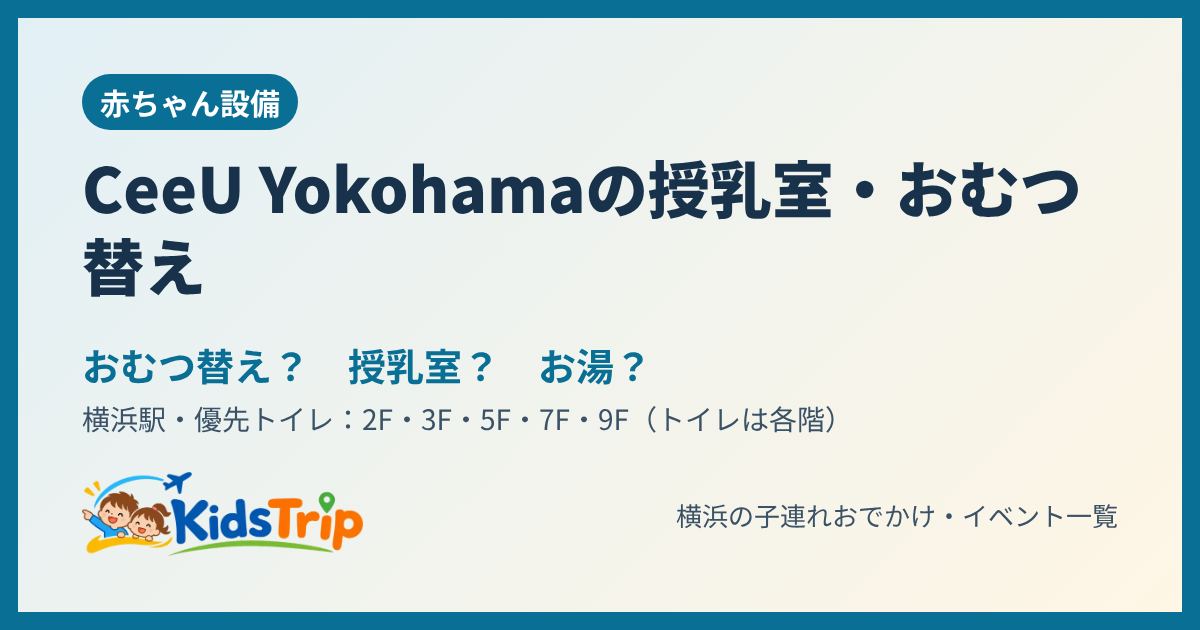 赤ちゃん設備
CeeU Yokohamaの授乳室・おむつ
替え
おむつ替え？　授乳室？　お湯？
横浜駅・優先トイレ：2F・3F・5F・7F・9F（トイレは各階）
KidsTrip
横浜の子連れおでかけ・イベント一覧